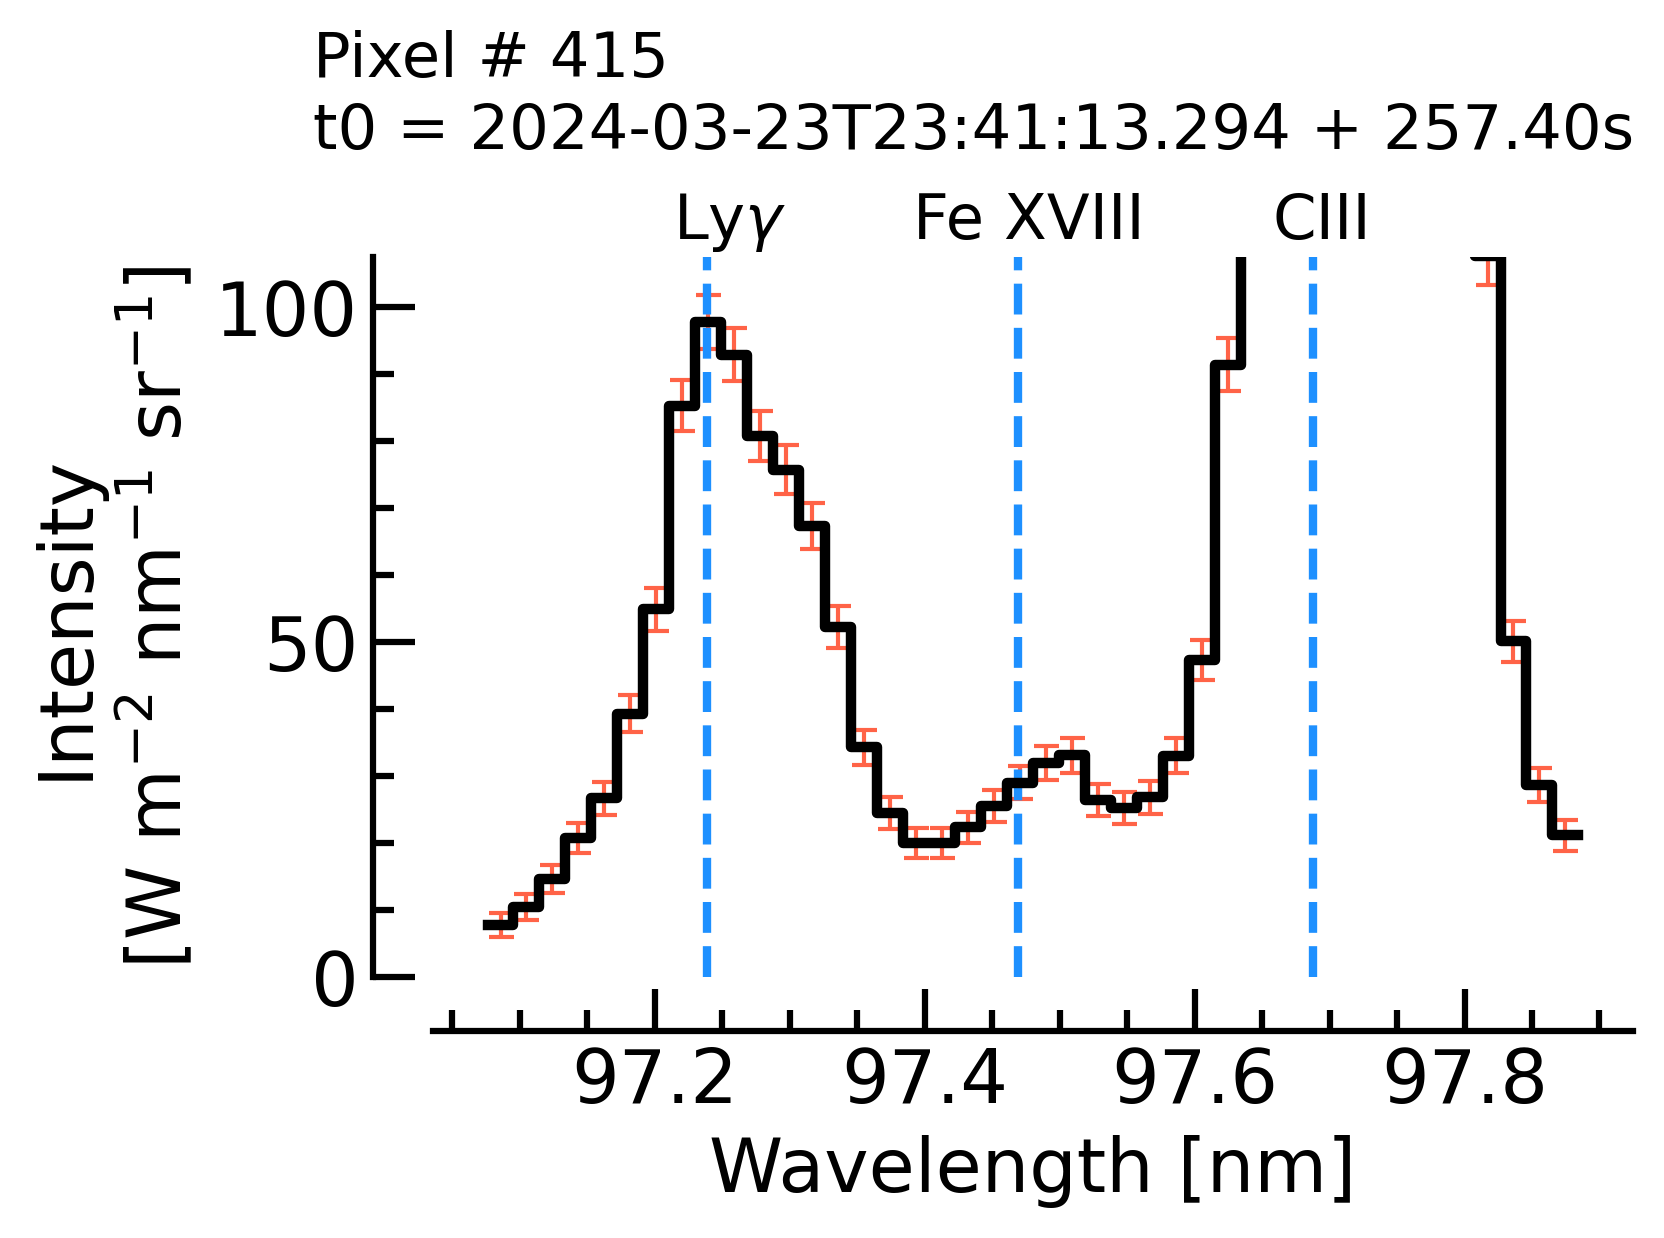 Pixel # 415
t0 = 2024-03-23T23:41:13.294 + 257.40s
Lyγ Fe XVIII CIII
Intensity
[W m⁻² nm⁻¹ sr⁻¹]
100
50
0
97.2 97.4 97.6 97.8
Wavelength [nm]